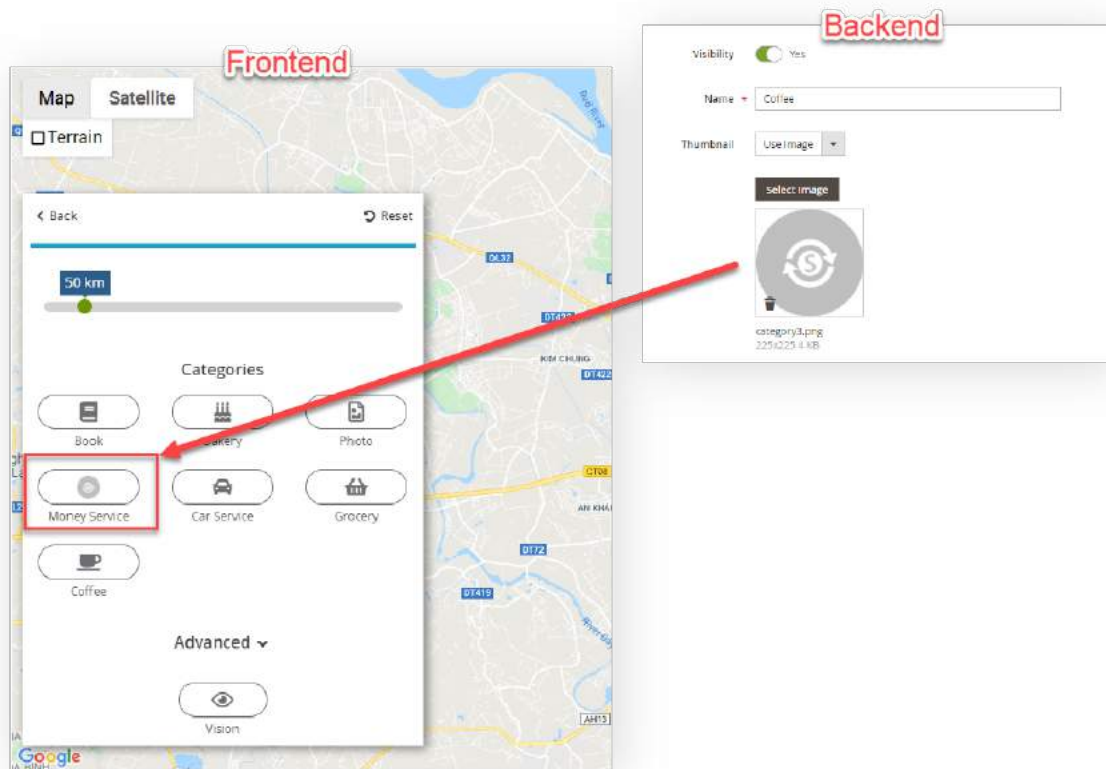 Frontend
Backend
Map Satellite
Terrain
Back Reset
50 km
Categories
Book Bakery Photo
Money Service Car Service Grocery
Coffee
Advanced
Vision
Google
QL32
KIM CHUNG
DT422
CT08
AN KHÁ
DT72
DT419
AH13
Visibility Yes
Name * Coffee
Thumbnail Use Image
Select Image
category3.png
225x225 4 KB